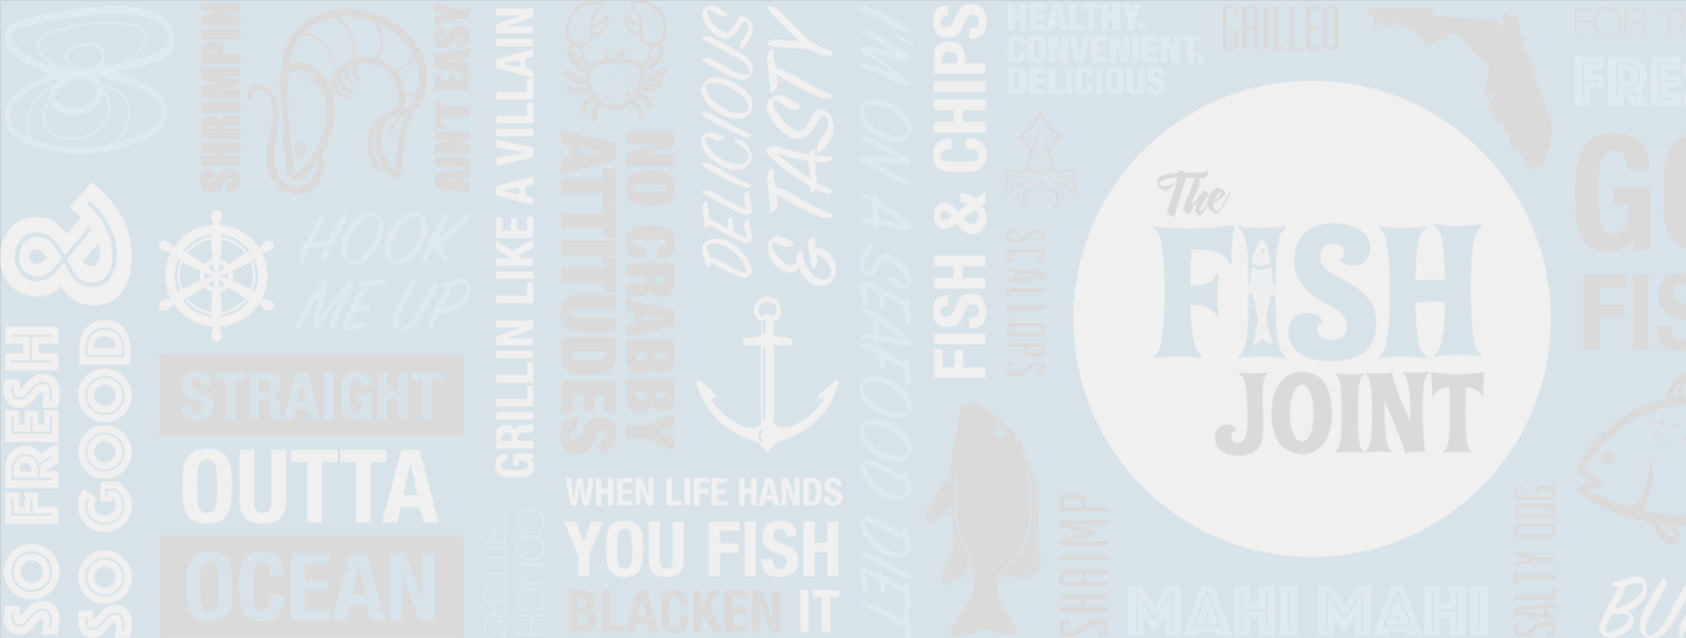 SHRIMPIN
AIN'T EASY
&
SO FRESH
SO GOOD
SO
SO
HOOK
ME UP
STRAIGHT
OUTTA
OCEAN
GRILLIN LIKE A VILLAIN
CONCH
FRITTERS
NO CRABBY
ATTITUDES
DELICIOUS
& TASTY
WHEN LIFE HANDS
YOU FISH
BLACKEN IT
I'M ON A SEAFOOD DIET
FISH & CHIPS
HEALTHY.
CONVENIENT.
DELICIOUS
SCALLOPS
SHRIMP
GRILLED
The
FISH
JOINT
MAHI MAHI
SALTY DOG
FOR T
FRE
GO
FIS
BU